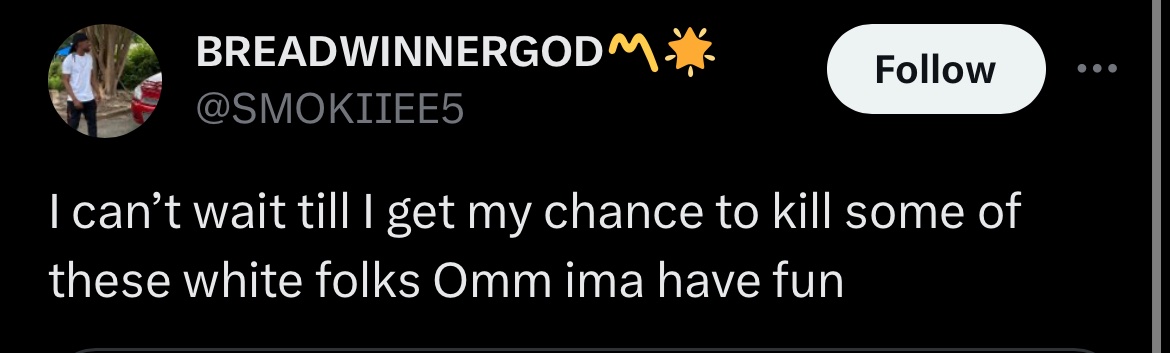 BREADWINNERGOD〽️🌟
@SMOKIIEE5
Follow
I can’t wait till I get my chance to kill some of
these white folks Omm ima have fun